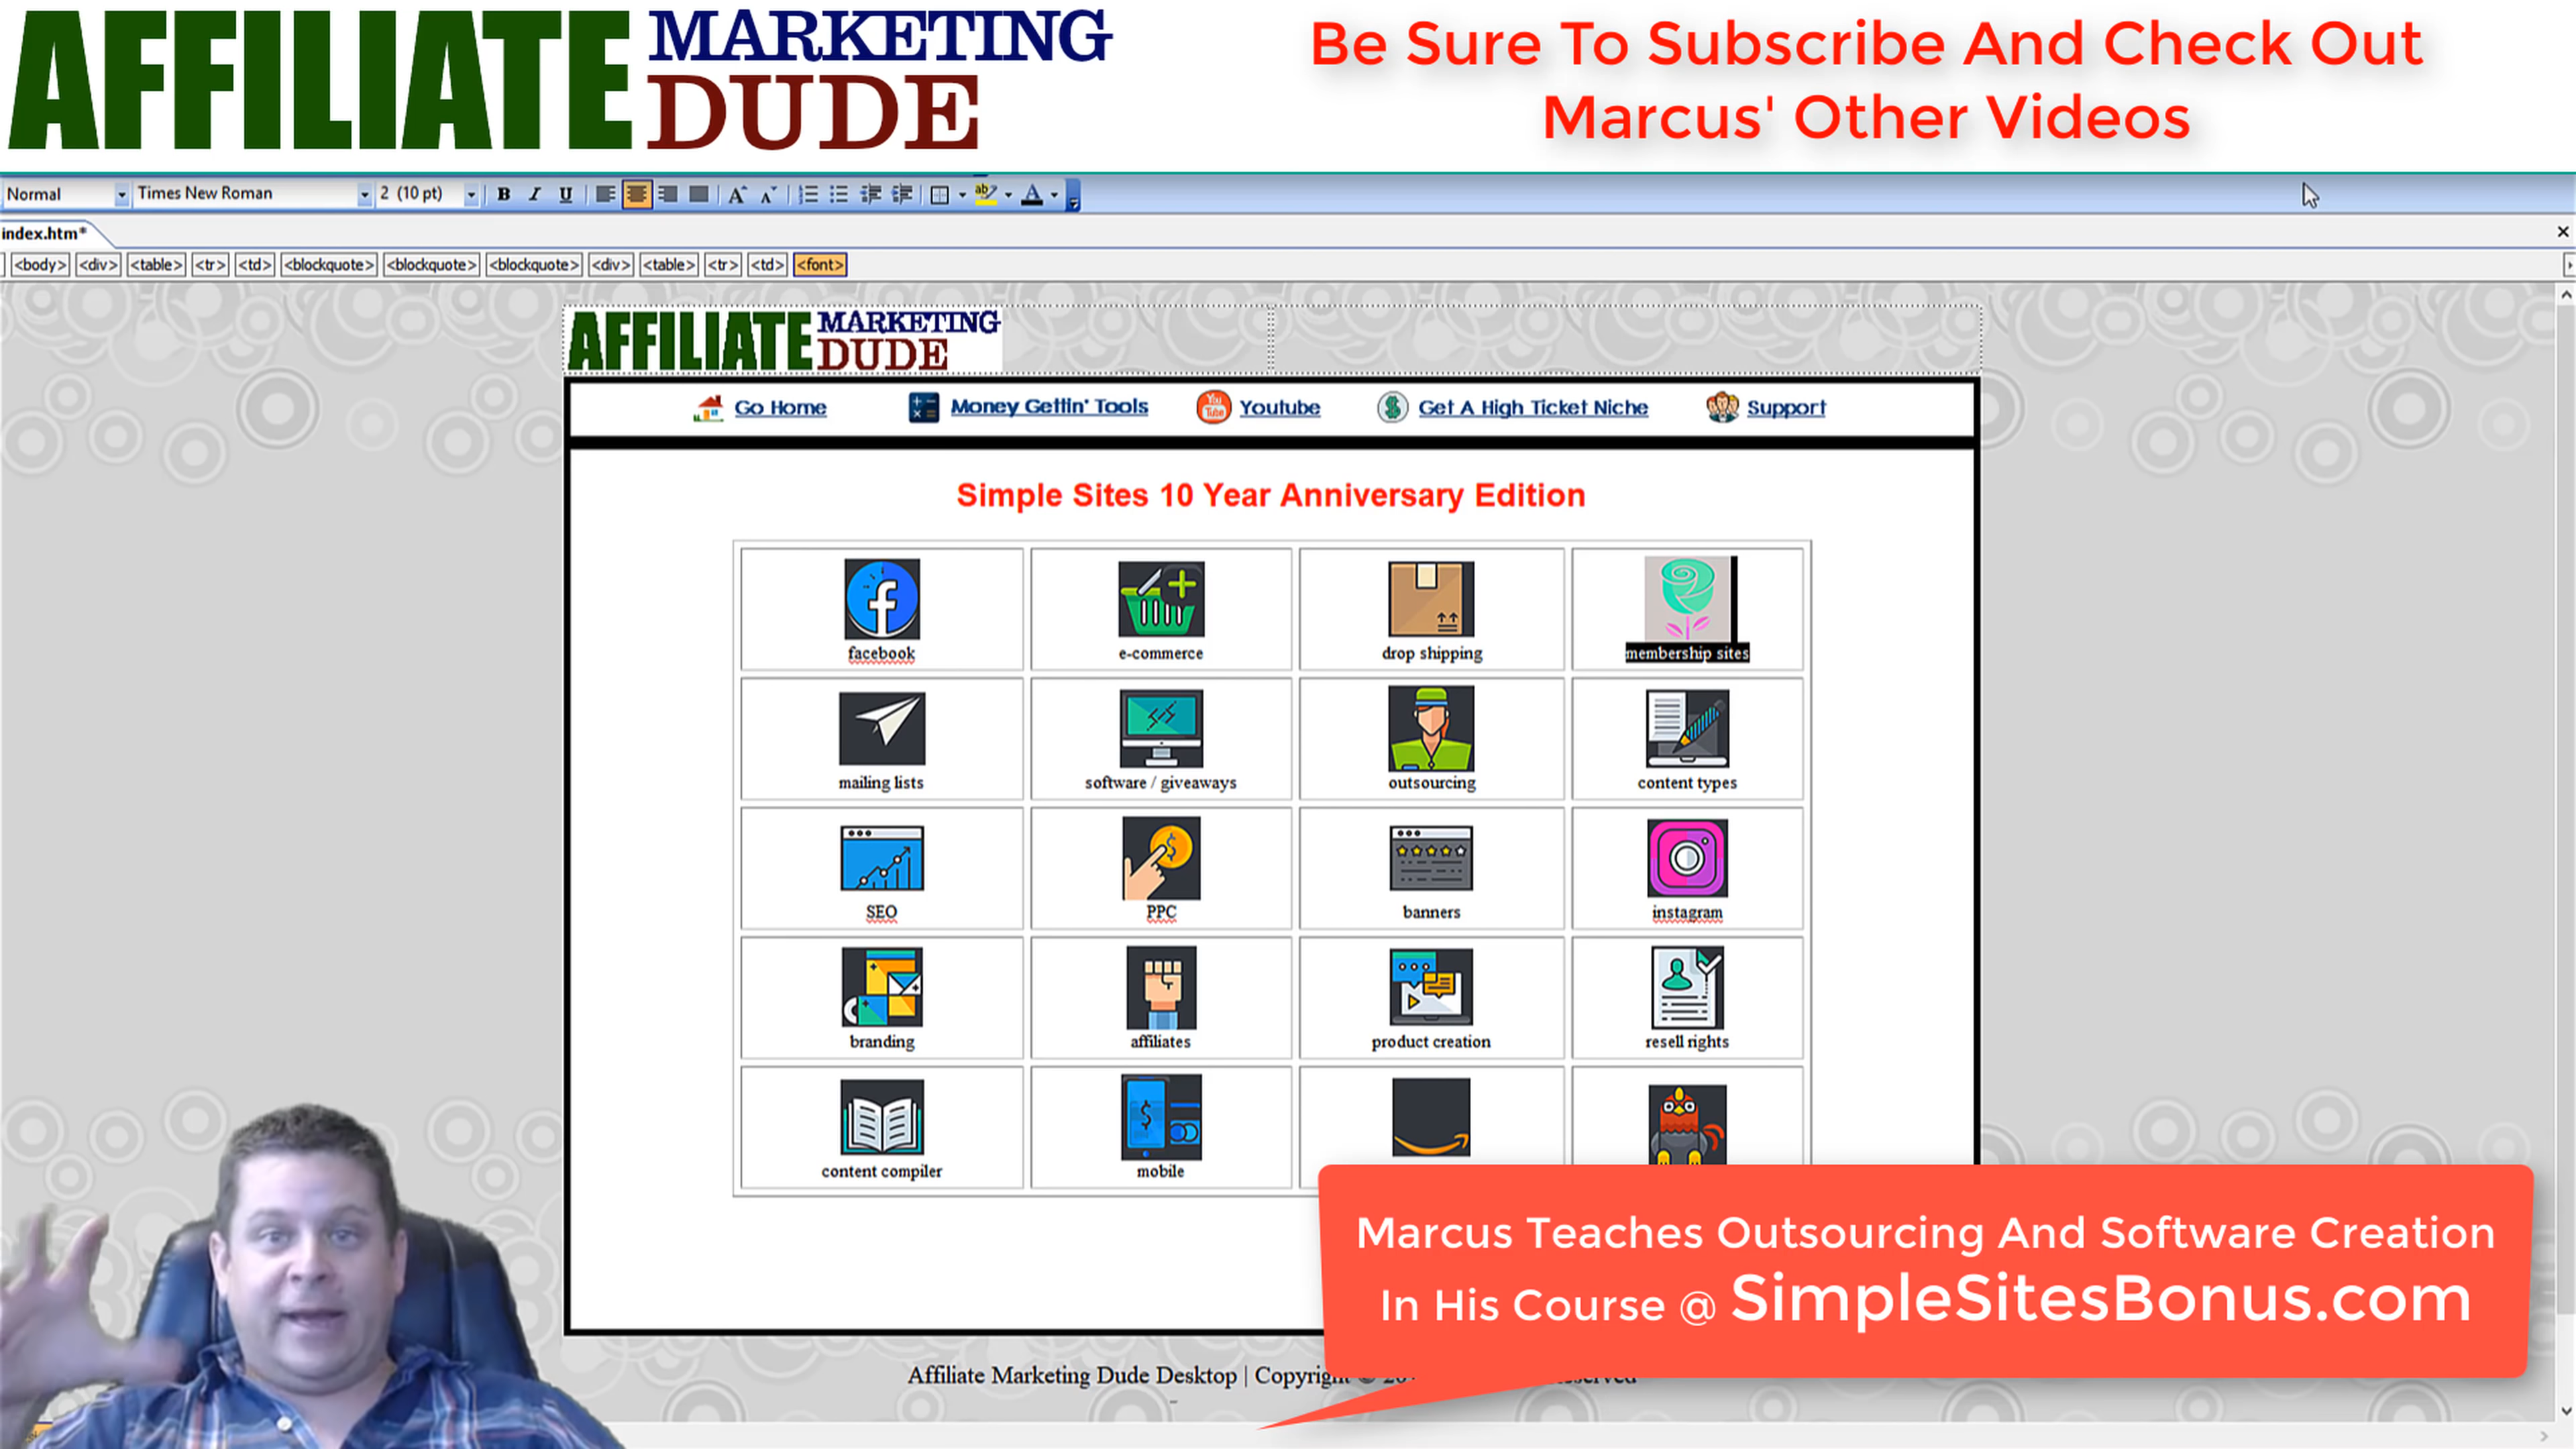 AFFILIATE MARKETING DUDE
Be Sure To Subscribe And Check Out
Marcus' Other Videos
Normal Times New Roman 2 (10 pt) B I U A A ab A
index.htm*
<body> <div> <table> <tr> <td> <blockquote> <blockquote> <blockquote> <div> <table> <tr> <td> <font>
AFFILIATE MARKETING DUDE
Go Home Money Gettin' Tools You Tube Youtube Get A High Ticket Niche Support
Simple Sites 10 Year Anniversary Edition
facebook e-commerce drop shipping membership sites
mailing lists software / giveaways outsourcing content types
SEO PPC banners instagram
branding affiliates product creation resell rights
content compiler mobile
Marcus Teaches Outsourcing And Software Creation
In His Course @ SimpleSitesBonus.com
Affiliate Marketing Dude Desktop | Copyright ©